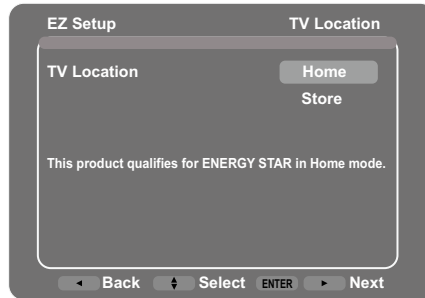 EZ Setup TV Location
TV Location Home
Store
This product qualifies for ENERGY STAR in Home mode.
◄ Back ▲▼ Select ENTER ► Next